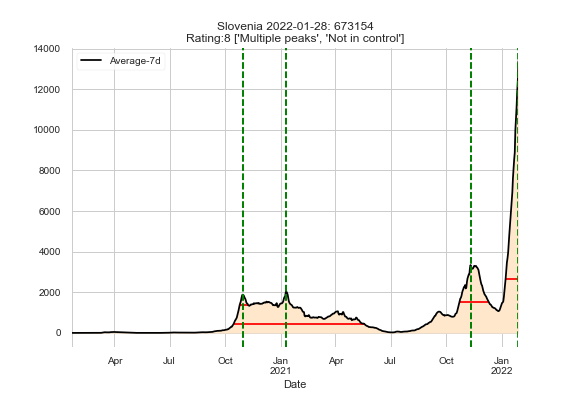 Slovenia 2022-01-28: 673154
Rating:8 ['Multiple peaks', 'Not in control']
14000
Average-7d
12000
10000
8000
6000
4000
2000
0
Apr Jul Oct Jan Apr Jul Oct Jan
2021 2022
Date